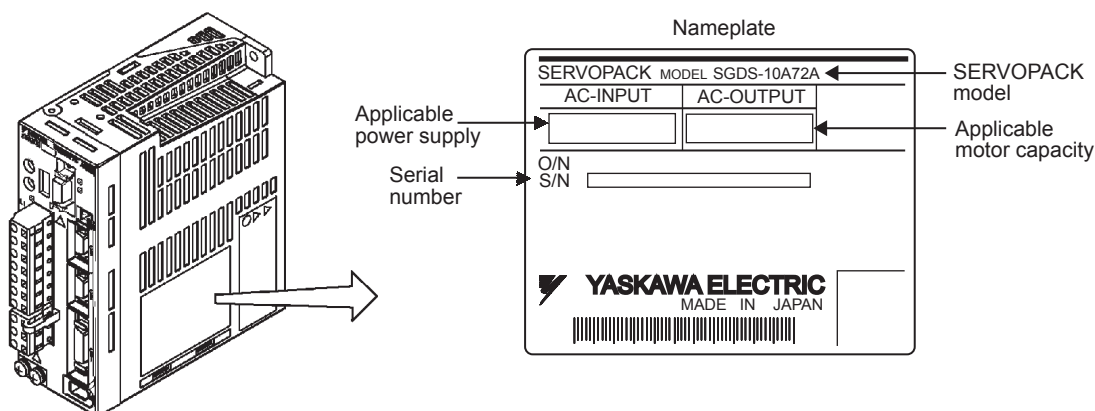 Nameplate
SERVOPACK MODEL SGDS-10A72A
SERVOPACK
model
AC-INPUT AC-OUTPUT
Applicable
power supply
Applicable
motor capacity
O/N
S/N
Serial
number
YASKAWA ELECTRIC
MADE IN JAPAN